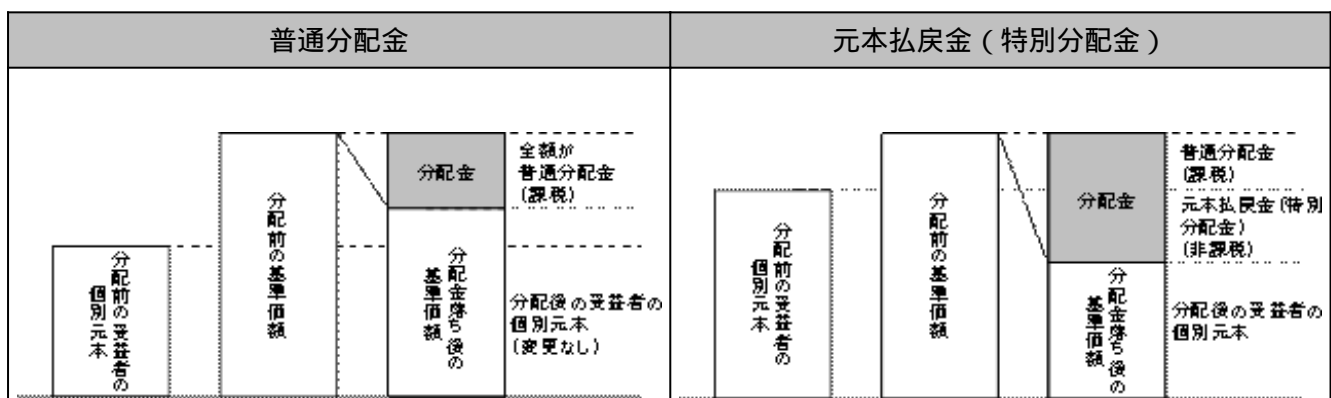 普通分配金
元本払戻金（特別分配金）
分配前の受益者の
個別元本
分配前の基準価額
分配金
分配金落ち後の
基準価額
全額が
普通分配金
(課税)
分配後の受益者の
個別元本
(変更なし)
分配前の受益者の
個別元本
分配前の基準価額
分配金
分配金落ち後の
基準価額
普通分配金
(課税)
元本払戻金(特別
分配金)
(非課税)
分配後の受益者の
個別元本